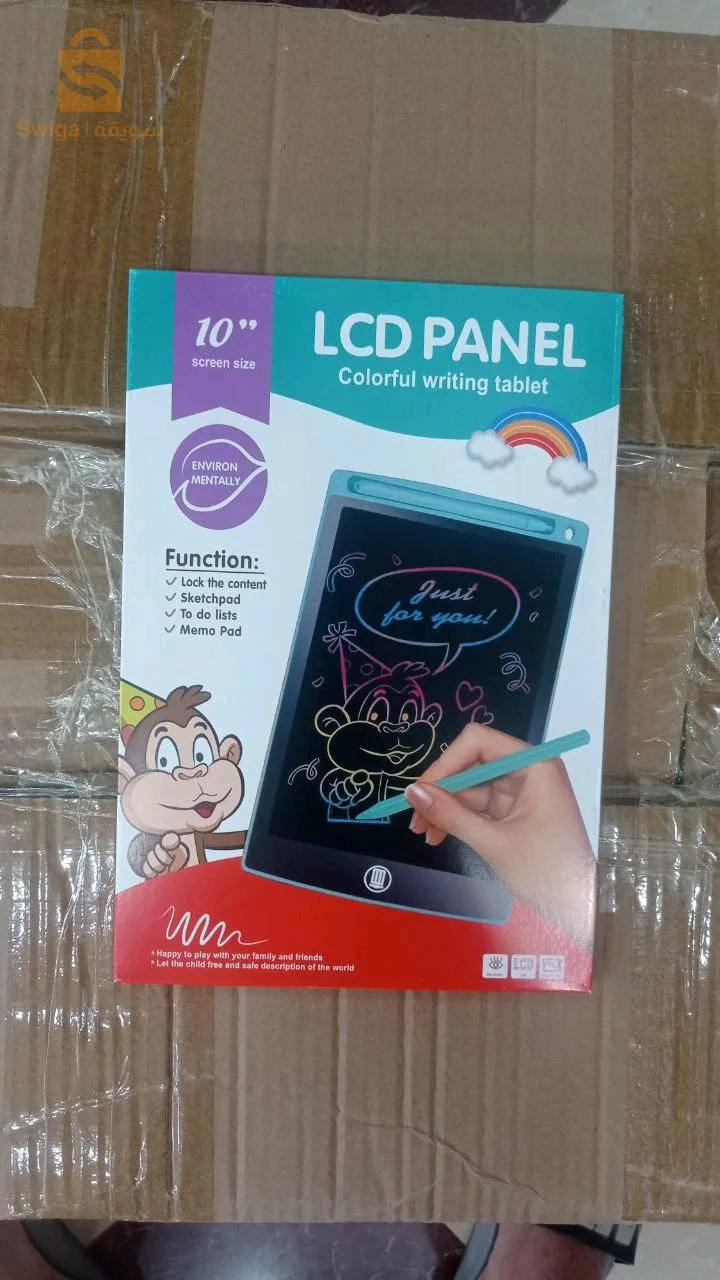 Swiga | سويقة
10”
screen size
LCD PANEL
Colorful writing tablet
ENVIRON
MENTALLY
Function:
Lock the content
Sketchpad
To do lists
Memo Pad
Just
for you!
Happy to play with your family and friends
Let the child free and safe description of the world
LCD